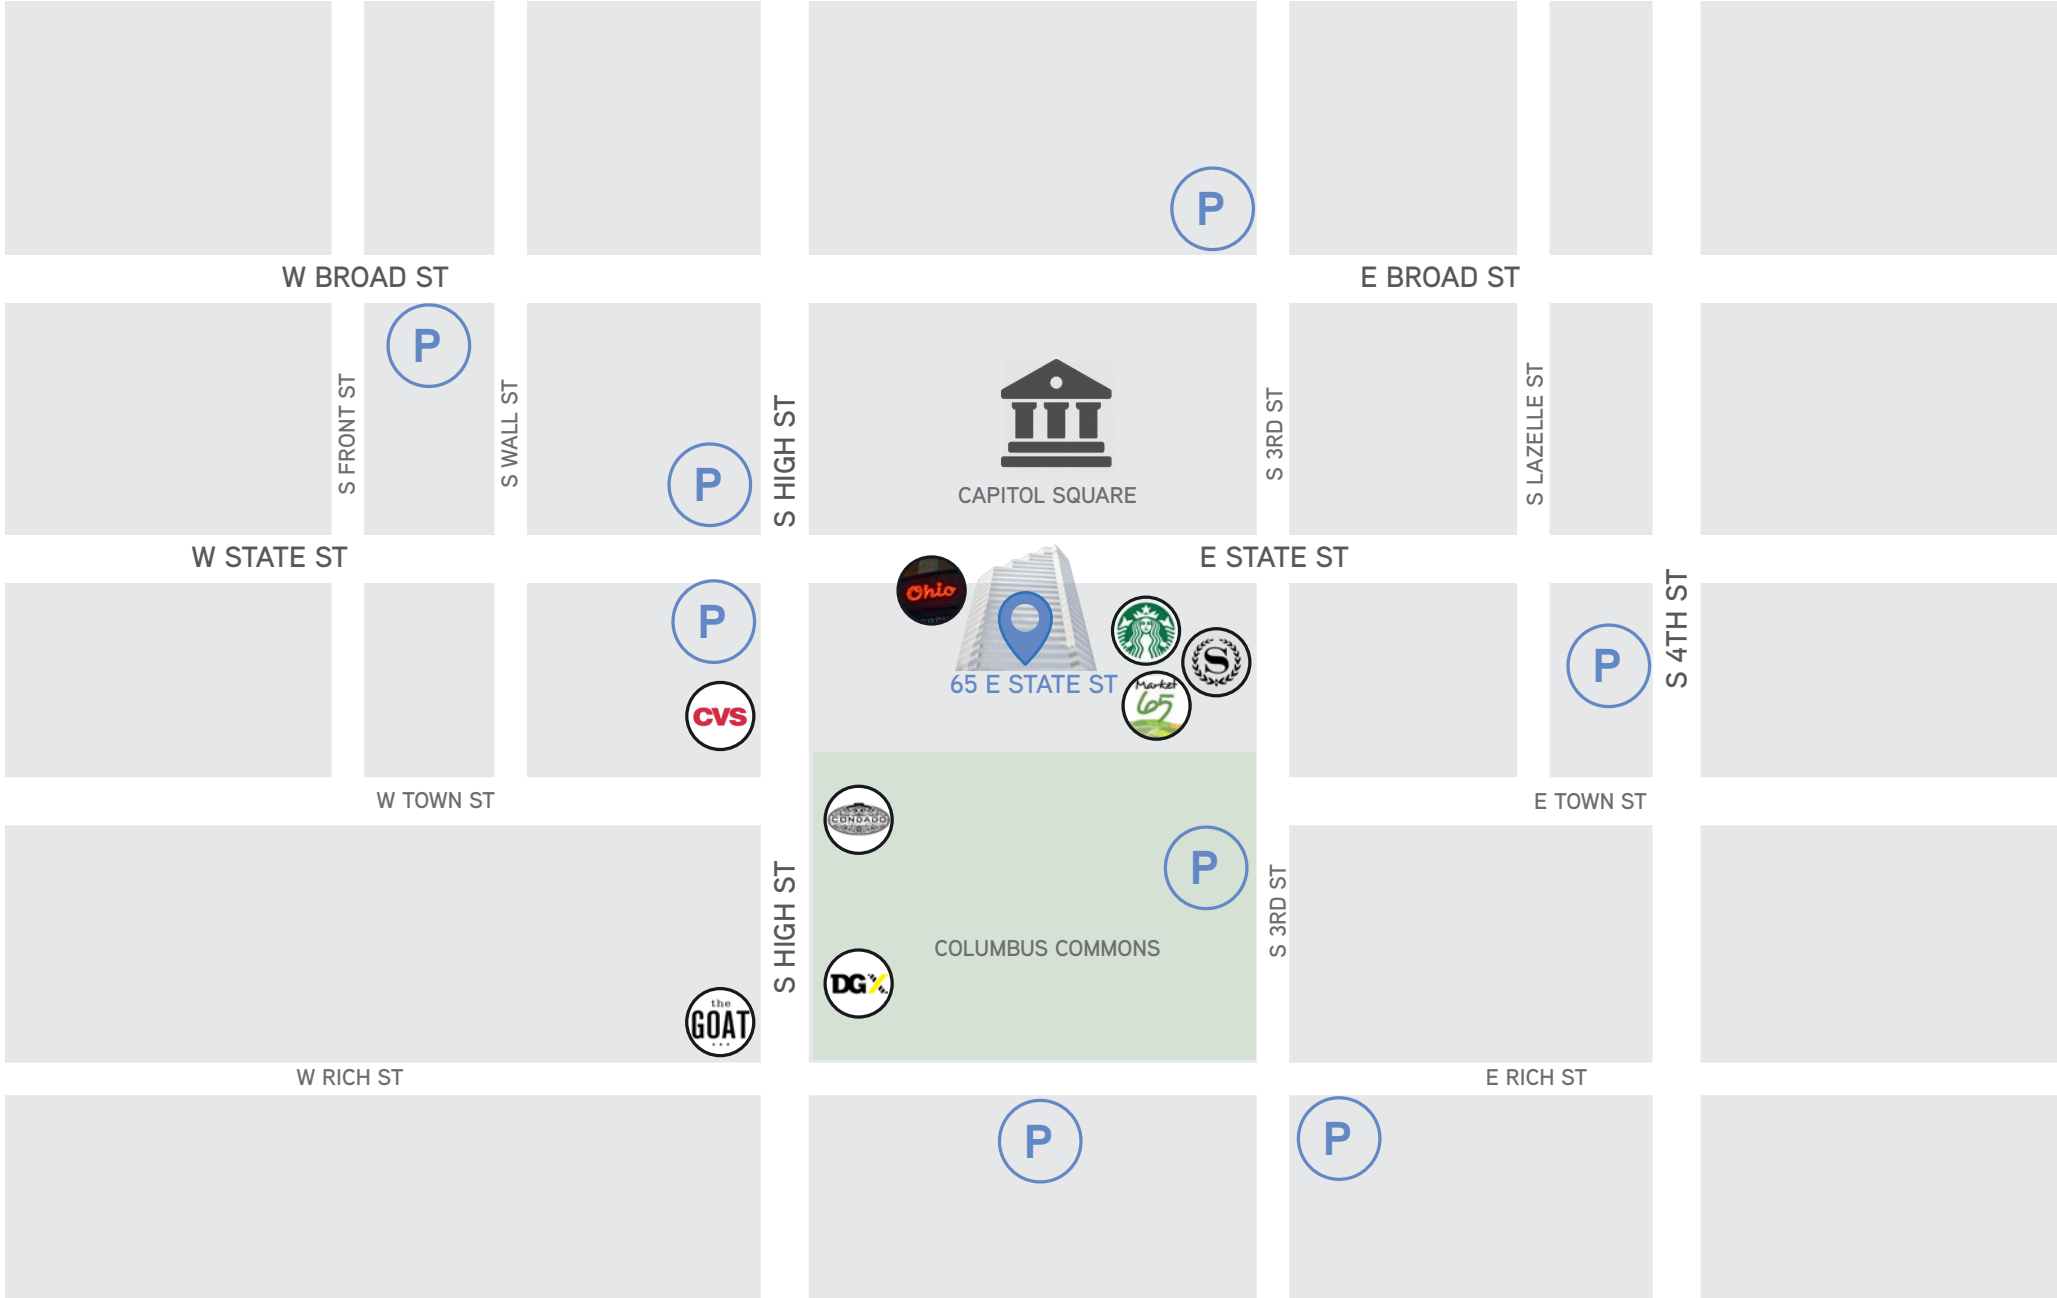 P
W BROAD ST
E BROAD ST
P
S FRONT ST
S WALL ST
P
S HIGH ST
CAPITOL SQUARE
S 3RD ST
S LAZELLE ST
W STATE ST
E STATE ST
Ohio
P
65 E STATE ST
S
Market
65
P
S 4TH ST
CVS
W TOWN ST
E TOWN ST
CONDADO
P
S HIGH ST
S 3RD ST
COLUMBUS COMMONS
DGX
the
GOAT
W RICH ST
E RICH ST
P
P